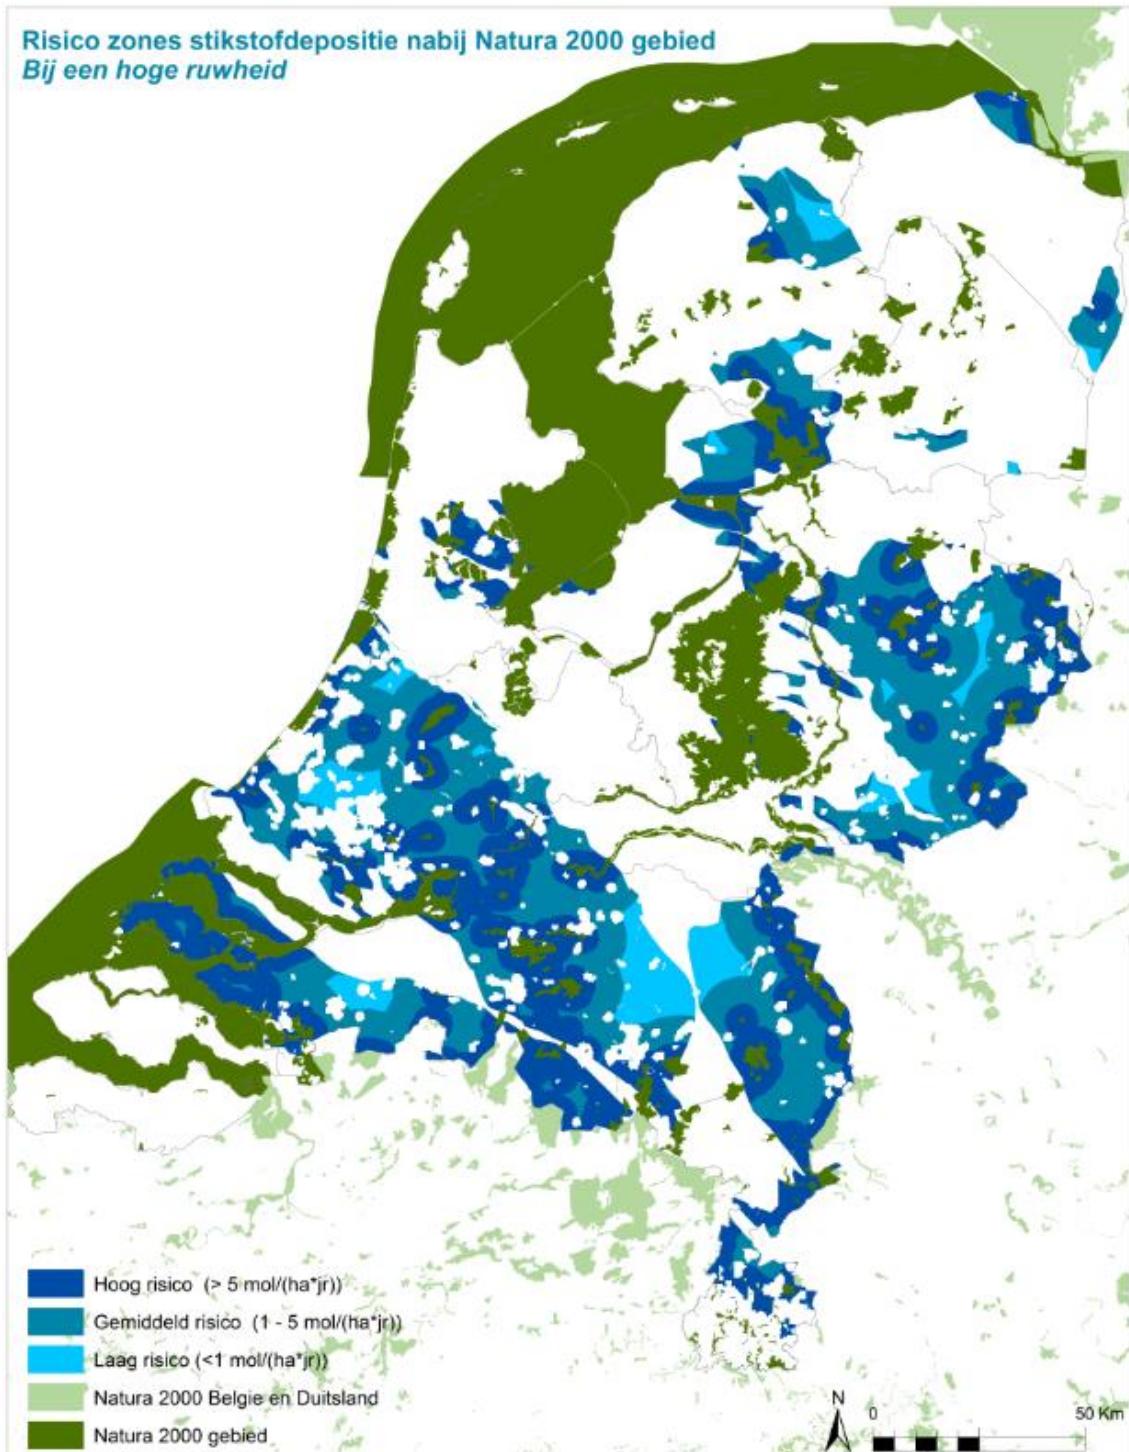 Risico zones stikstofdepositie nabij Natura 2000 gebied
Bij een hoge ruwheid
Hoog risico (> 5 mol/(ha*jr))
Gemiddeld risico (1 - 5 mol/(ha*jr))
Laag risico (<1 mol/(ha*jr))
Natura 2000 Belgie en Duitsland
Natura 2000 gebied
N
0 50 Km